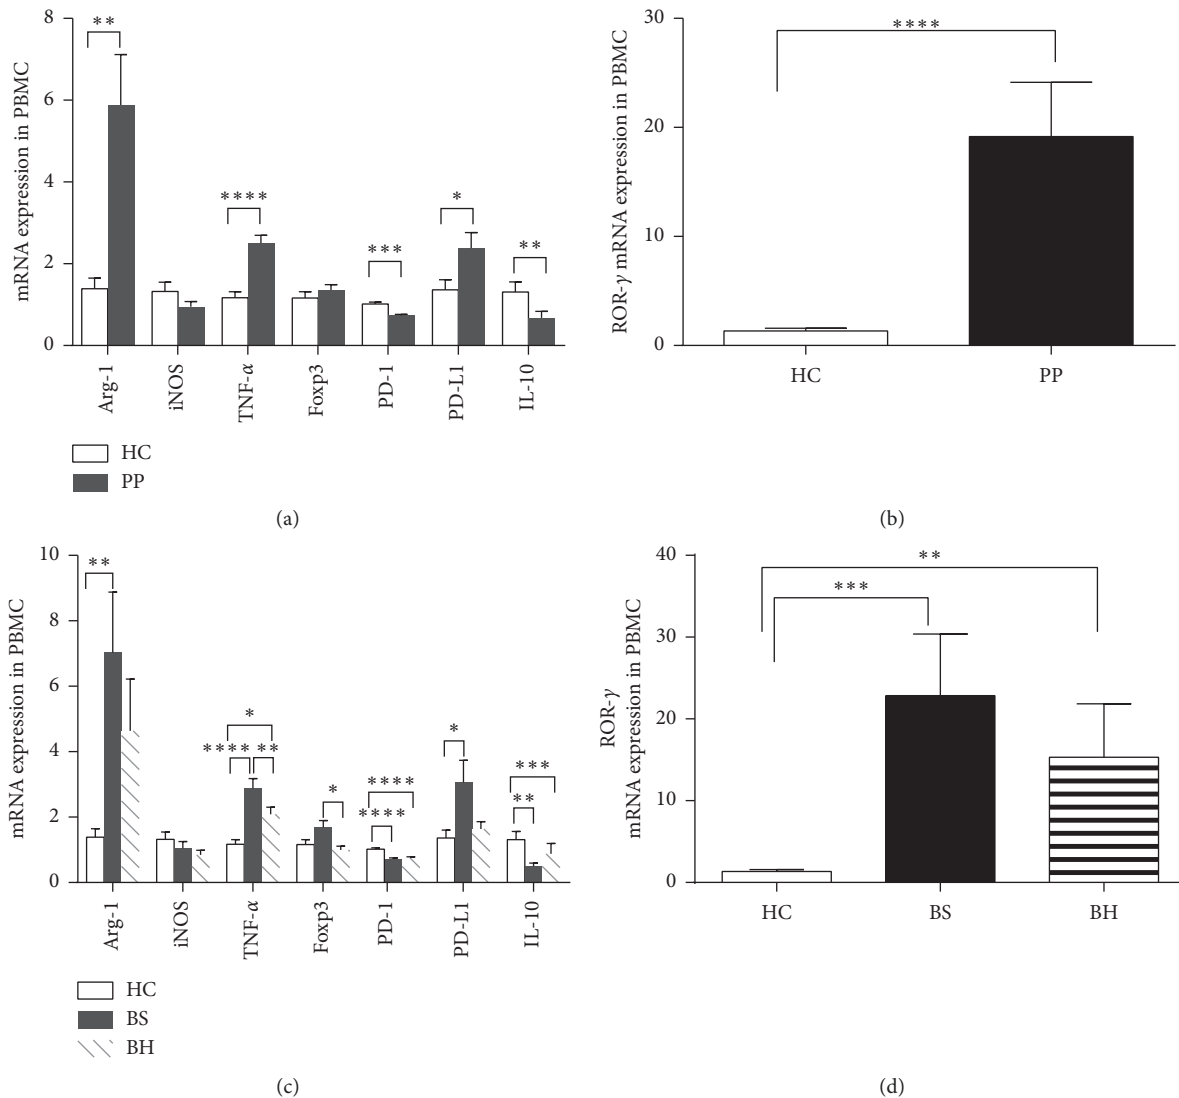 8
6
4
2
0
mRNA expression in PBMC
**
****
***
*
**
Arg-1
iNOS
TNF-α
Foxp3
PD-1
PD-L1
IL-10
HC
PP
(a)
30
20
10
0
ROR-γ mRNA expression in PBMC
****
HC
PP
(b)
10
8
6
4
2
0
mRNA expression in PBMC
**
*
**** **
*
****
****
*
***
**
Arg-1
iNOS
TNF-α
Foxp3
PD-1
PD-L1
IL-10
HC
BS
BH
(c)
40
30
20
10
0
ROR-γ
mRNA expression in PBMC
**
***
HC
BS
BH
(d)